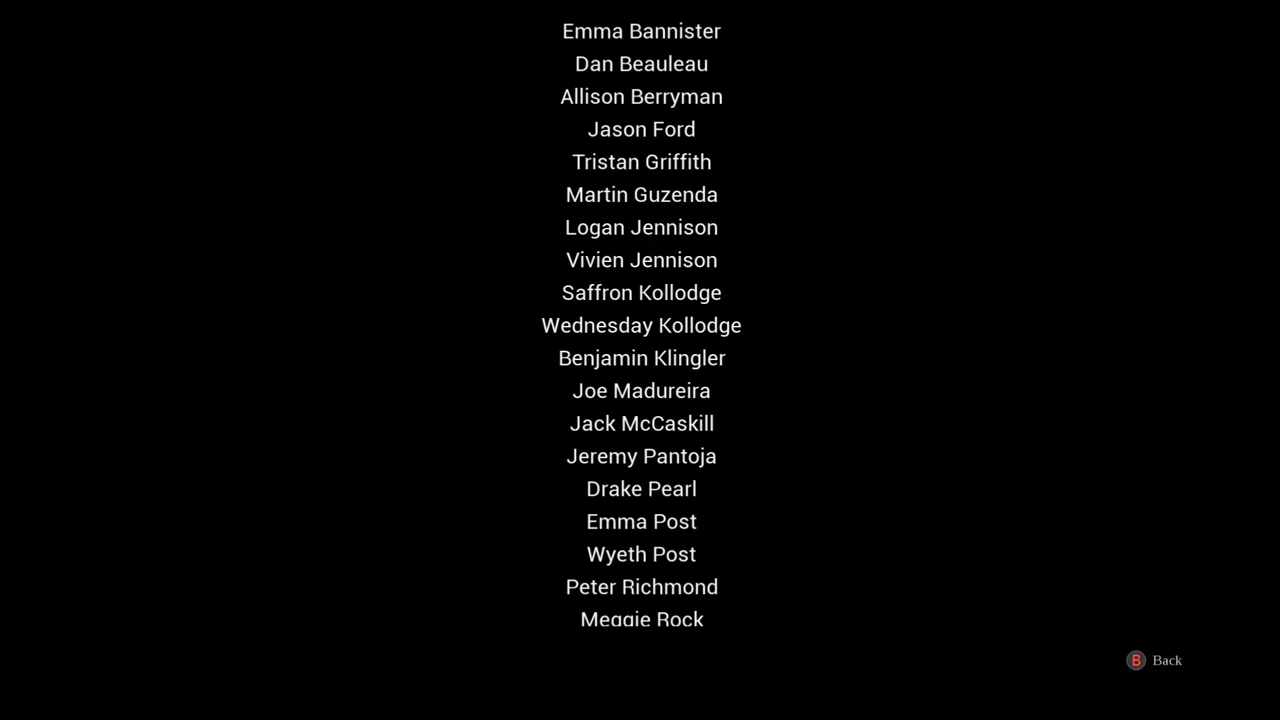 Emma Bannister
Dan Beauleau
Allison Berryman
Jason Ford
Tristan Griffith
Martin Guzenda
Logan Jennison
Vivien Jennison
Saffron Kollodge
Wednesday Kollodge
Benjamin Klingler
Joe Madureira
Jack McCaskill
Jeremy Pantoja
Drake Pearl
Emma Post
Wyeth Post
Peter Richmond
Meggie Rock
B Back